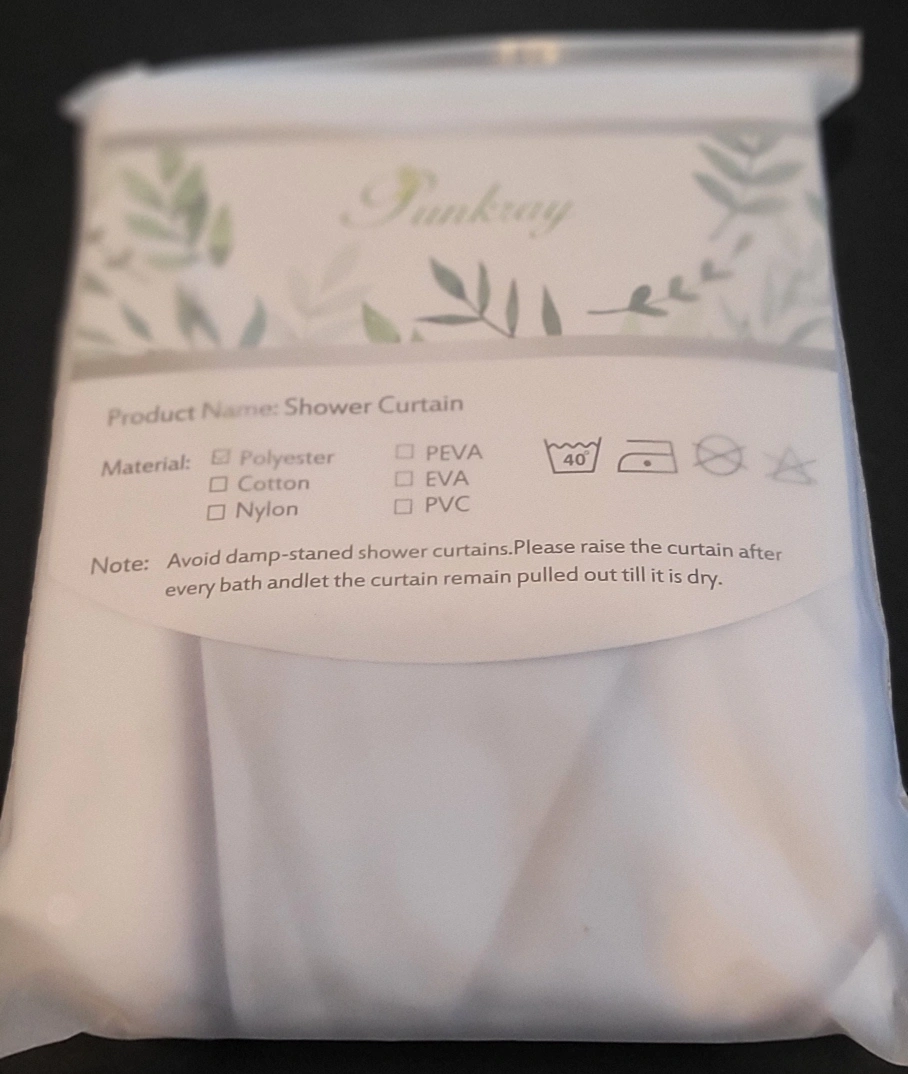 Punkray
Product Name: Shower Curtain
Material: ☑ Polyester ☐ PEVA
☐ Cotton ☐ EVA
☐ Nylon ☐ PVC
40°
Note: Avoid damp-staned shower curtains.Please raise the curtain after
every bath andlet the curtain remain pulled out till it is dry.